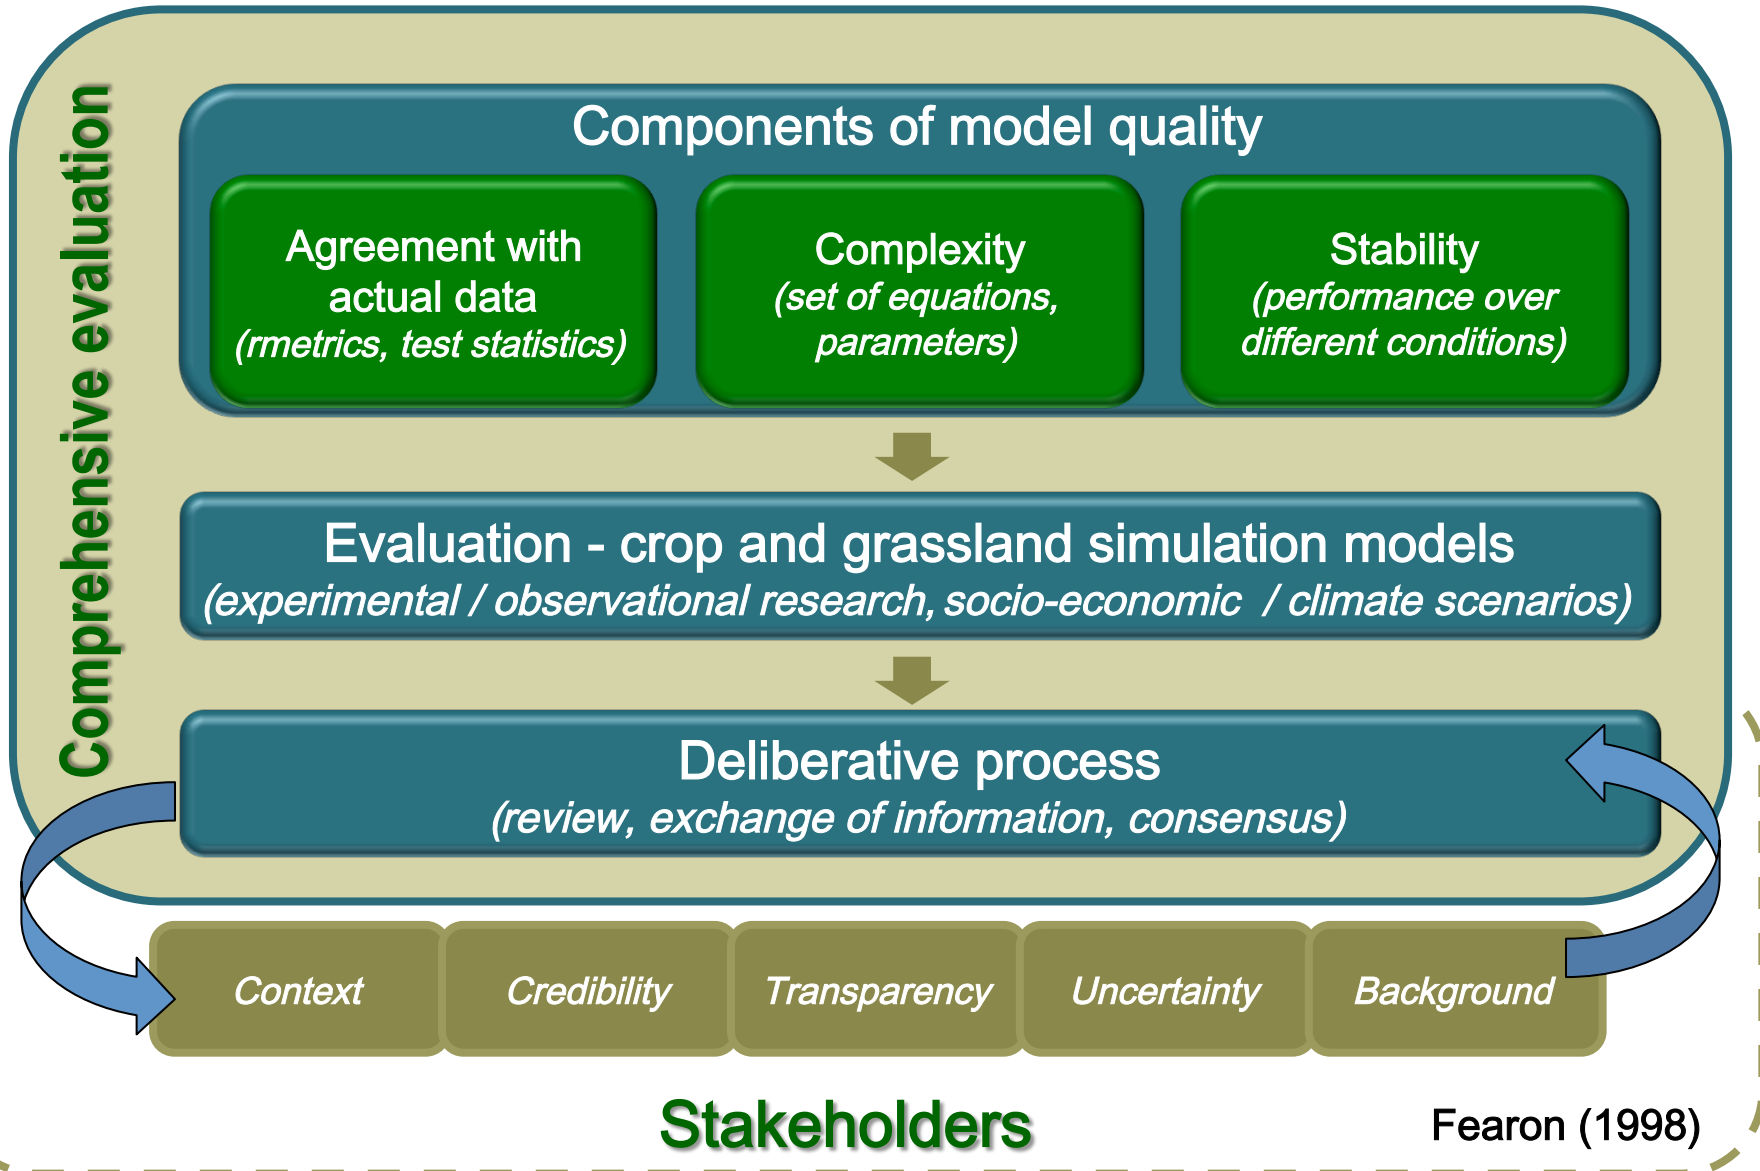 Comprehensive evaluation
Components of model quality
Agreement with
actual data
(rmetrics, test statistics)
Complexity
(set of equations,
parameters)
Stability
(performance over
different conditions)
Evaluation - crop and grassland simulation models
(experimental / observational research, socio-economic / climate scenarios)
Deliberative process
(review, exchange of information, consensus)
Context
Credibility
Transparency
Uncertainty
Background
Stakeholders
Fearon (1998)